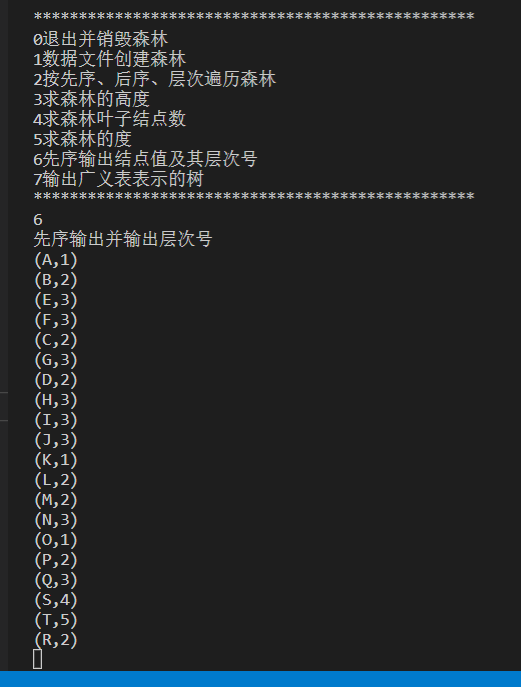 *************************************************
0退出并销毁森林
1数据文件创建森林
2按先序、后序、层次遍历森林
3求森林的高度
4求森林叶子结点数
5求森林的度
6先序输出结点值及其层次号
7输出广义表表示的树
*************************************************
6
先序输出并输出层次号
(A,1)
(B,2)
(E,3)
(F,3)
(C,2)
(G,3)
(D,2)
(H,3)
(I,3)
(J,3)
(K,1)
(L,2)
(M,2)
(N,3)
(O,1)
(P,2)
(Q,3)
(S,4)
(T,5)
(R,2)